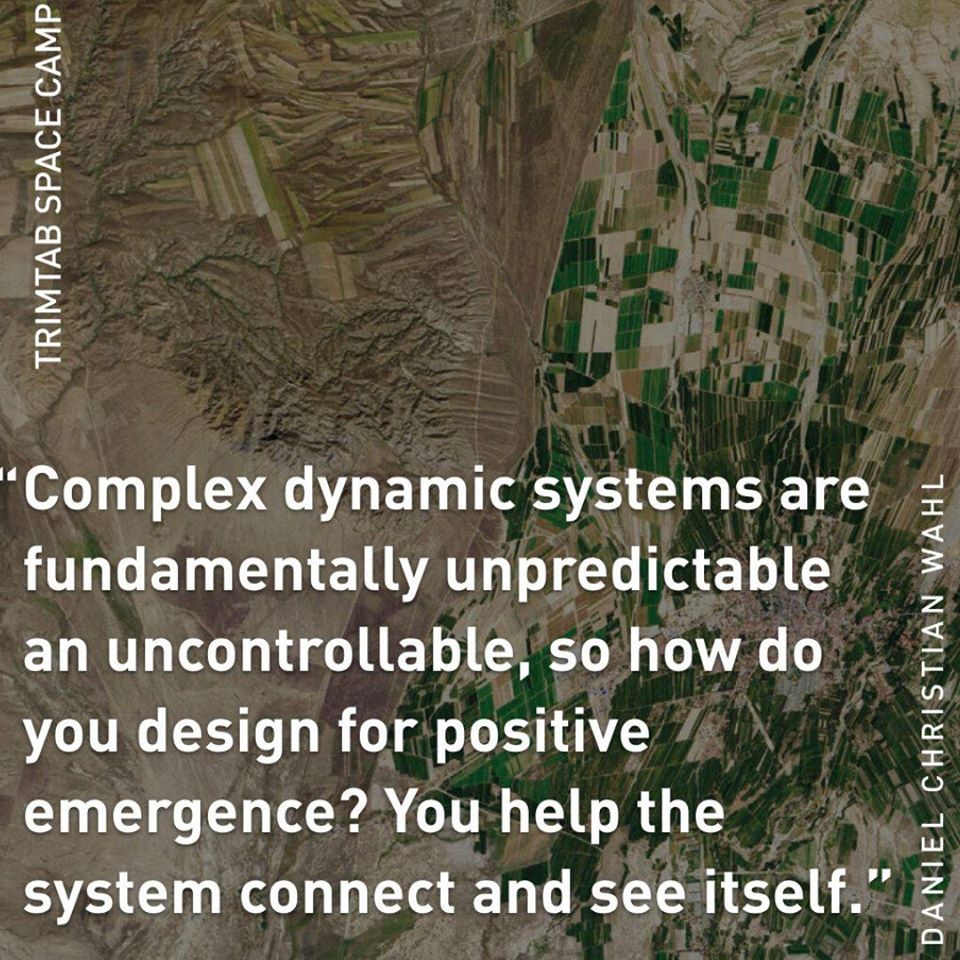 TRIMTAB SPACE CAMP
“Complex dynamic systems are
fundamentally unpredictable
an uncontrollable, so how do
you design for positive
emergence? You help the
system connect and see itself.”
DANIEL CHRISTIAN WAHL